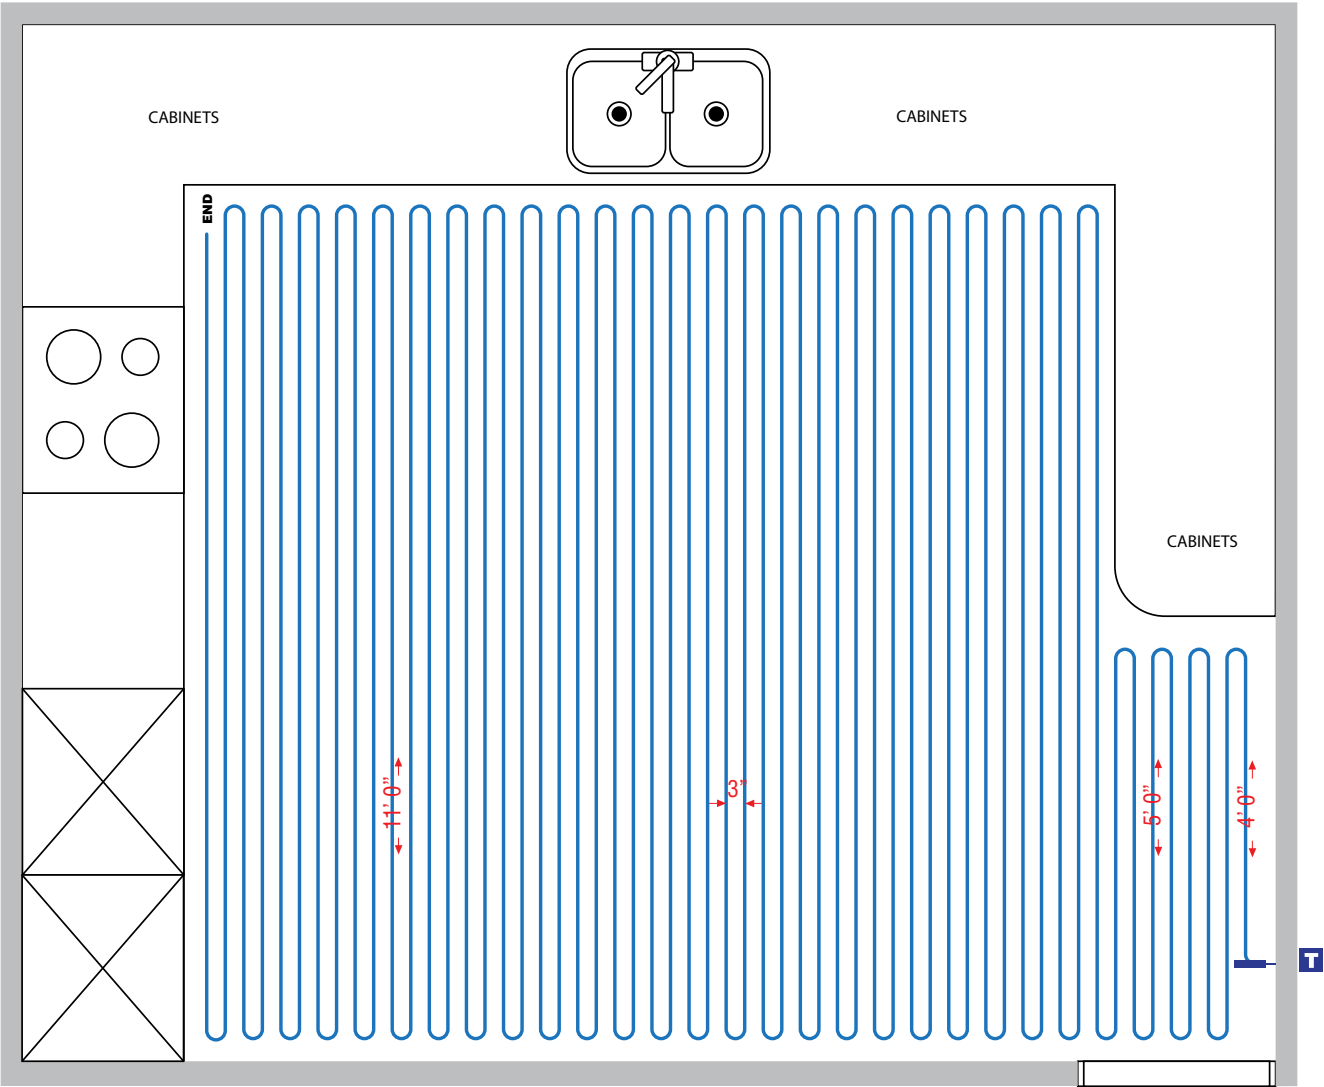 CABINETS
CABINETS
END
CABINETS
11' 0"
3"
5' 0"
4' 0"
T